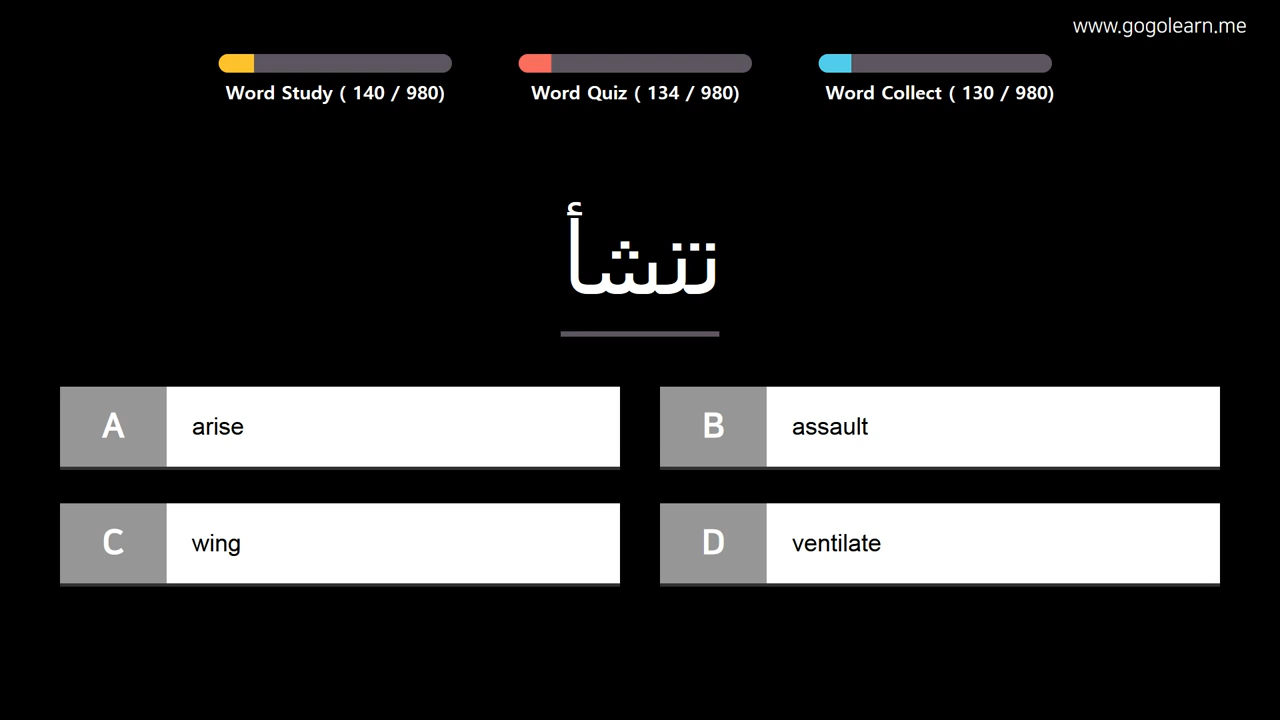 www.gogolearn.me
Word Study ( 140 / 980)
Word Quiz ( 134 / 980)
Word Collect ( 130 / 980)
تنشأ
A arise
B assault
C wing
D ventilate